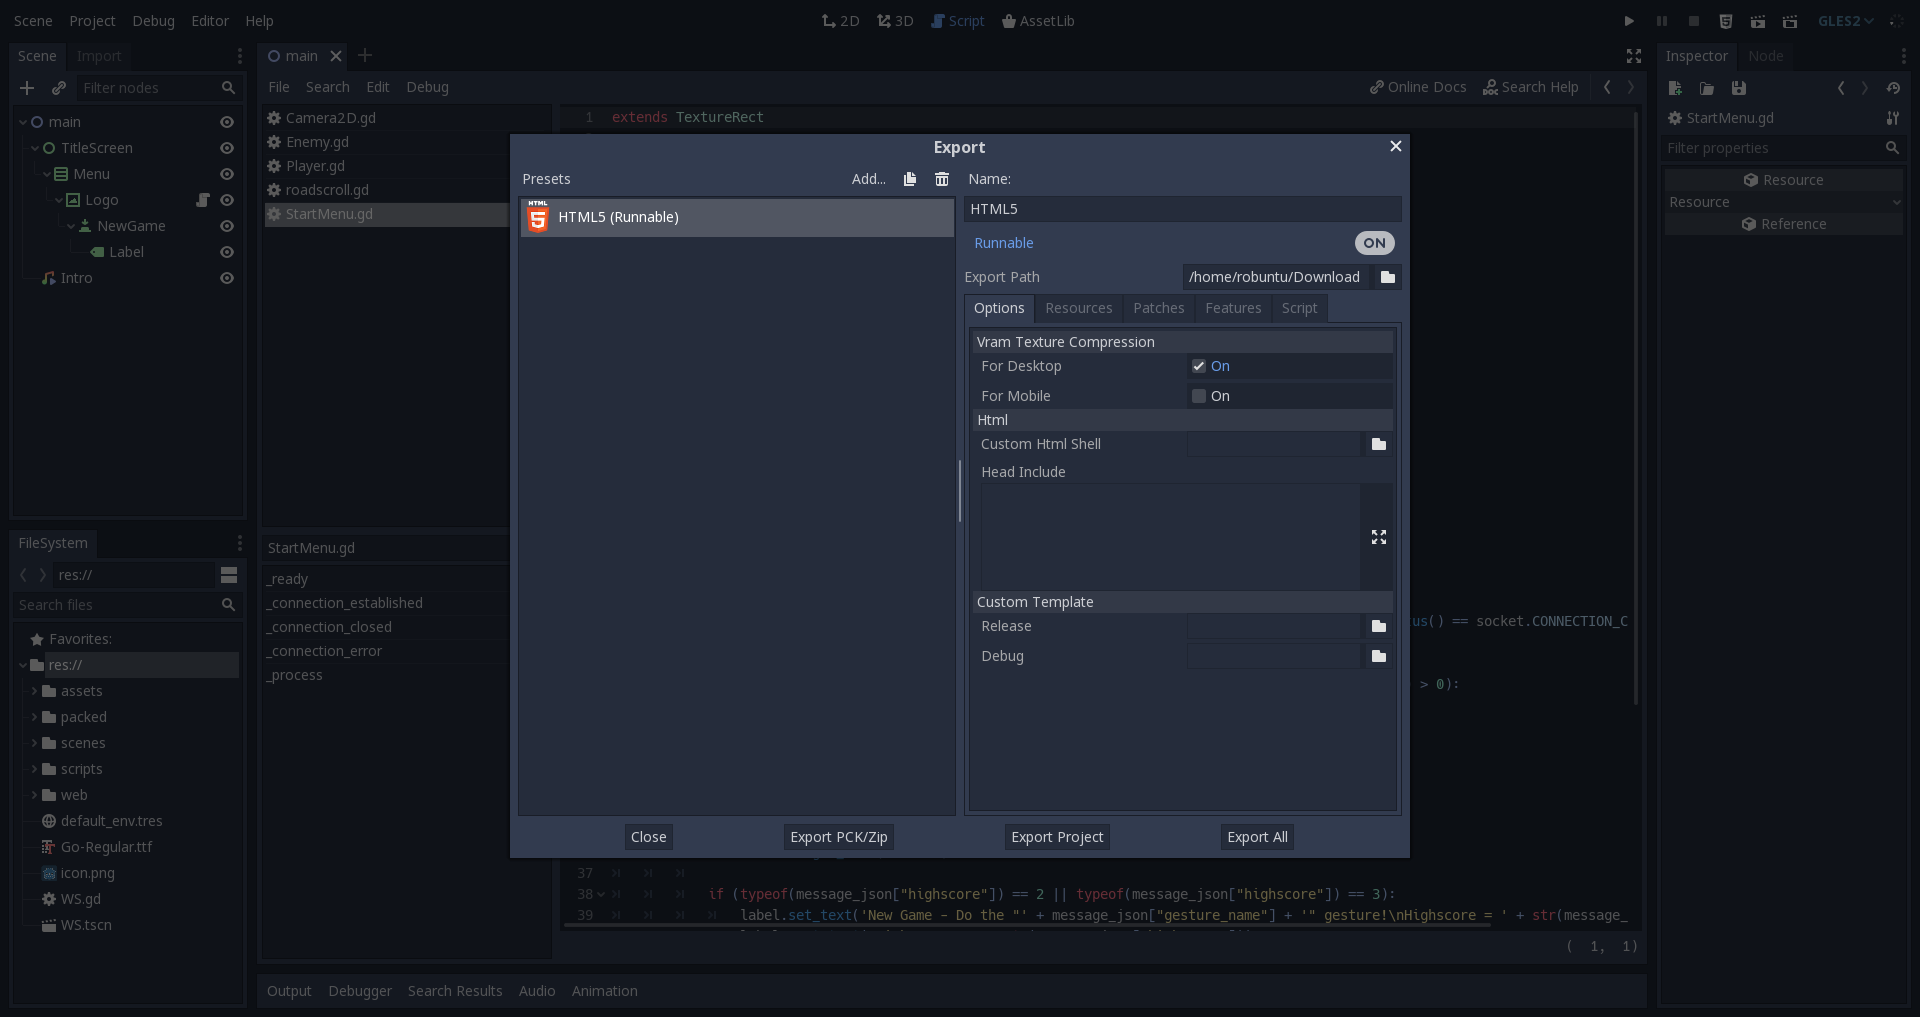 Scene Project Debug Editor Help
2D 3D Script AssetLib
GLES2
Scene Import
Filter nodes
main
TitleScreen
Menu
Logo
NewGame
Label
Intro
FileSystem
res://
Search files
Favorites:
res://
assets
packed
scenes
scripts
web
default_env.tres
Go-Regular.ttf
icon.png
WS.gd
WS.tscn
main
File Search Edit Debug
Online Docs Search Help
Camera2D.gd
Enemy.gd
Player.gd
roadscroll.gd
StartMenu.gd
StartMenu.gd
_ready
_connection_established
_connection_closed
_connection_error
_process
1 extends TextureRect
Export
Presets Add...
HTML
5 HTML5 (Runnable)
Name:
HTML5
Runnable ON
Export Path /home/robuntu/Download
Options Resources Patches Features Script
Vram Texture Compression
For Desktop On
For Mobile On
Html
Custom Html Shell
Head Include
Custom Template
Release
Debug
Close Export PCK/Zip Export Project Export All
tus() == socket.CONNECTION_C
> 0):
37
38 if (typeof(message_json["highscore"]) == 2 || typeof(message_json["highscore"]) == 3):
39 label.set_text('New Game - Do the "' + message_json["gesture_name"] + '" gesture!\nHighscore = ' + str(message_
( 1, 1)
Output Debugger Search Results Audio Animation
Inspector Node
StartMenu.gd
Filter properties
Resource
Resource
Reference